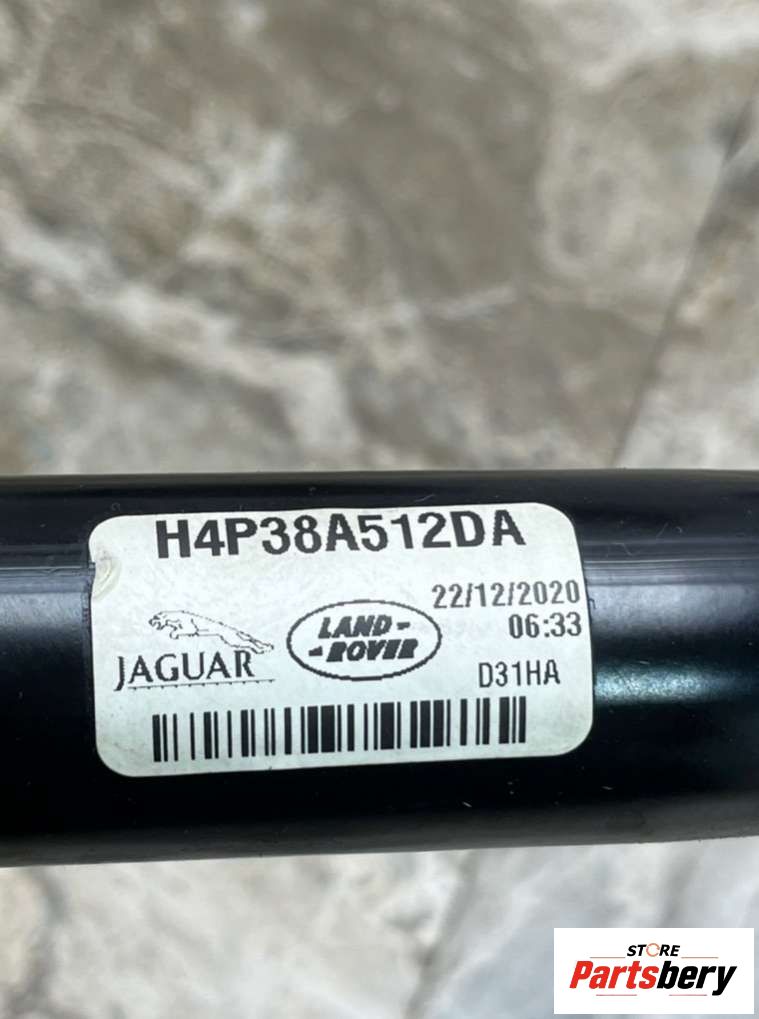 H4P38A512DA
22/12/2020
06:33
JAGUAR
LAND-
-ROVER
D31HA
STORE
Partsbery